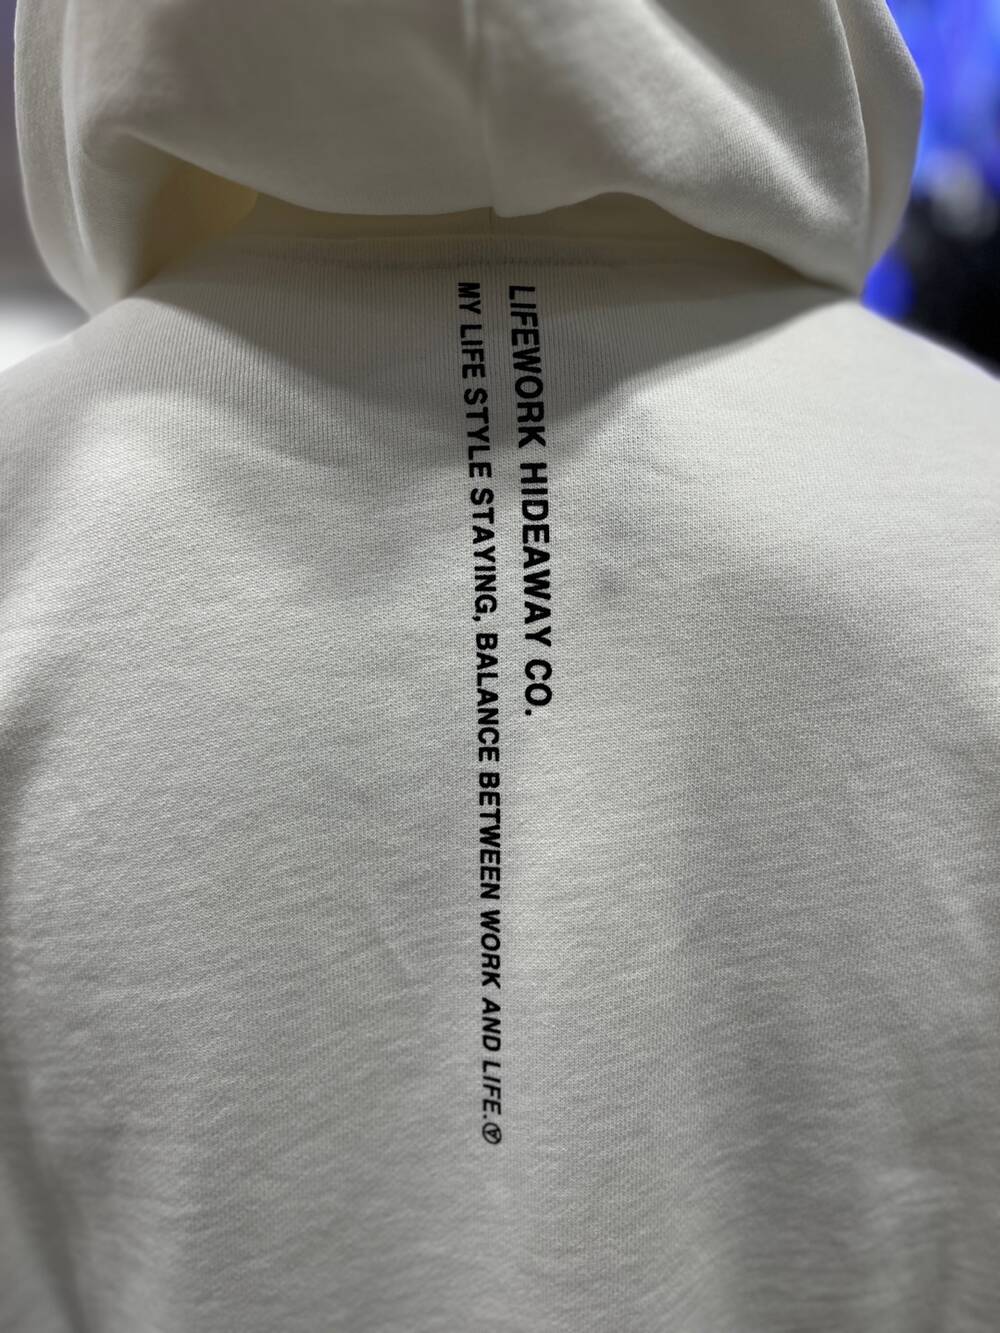 LIFEWORK HIDEAWAY CO.
MY LIFE STYLE STAYING, BALANCE BETWEEN WORK AND LIFE.